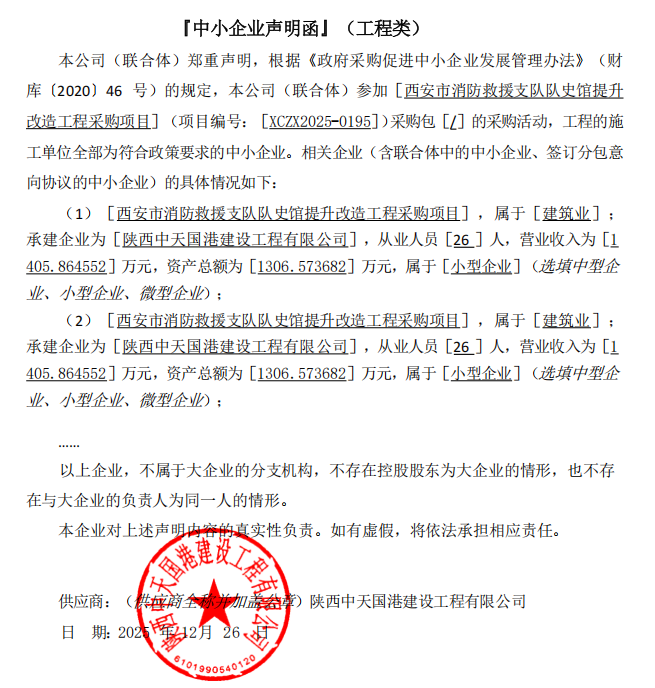 『中小企业声明函』（工程类）
本公司（联合体）郑重声明，根据《政府采购促进中小企业发展管理办法》（财
库〔2020〕46 号）的规定，本公司（联合体）参加［西安市消防救援支队队史馆提升
改造工程采购项目］（项目编号：［XCZX2025-0195］）采购包［/］的采购活动，工程的施
工单位全部为符合政策要求的中小企业。相关企业（含联合体中的中小企业、签订分包意
向协议的中小企业）的具体情况如下：
（1）［西安市消防救援支队队史馆提升改造工程采购项目］，属于［建筑业］；
承建企业为［陕西中天国港建设工程有限公司］，从业人员［26 ］人，营业收入为［1
405.864552］万元，资产总额为［1306.573682］万元，属于［小型企业］（选填中型企
业、小型企业、微型企业）；
（2）［西安市消防救援支队队史馆提升改造工程采购项目］，属于［建筑业］；
承建企业为［陕西中天国港建设工程有限公司］，从业人员［26 ］人，营业收入为［1
405.864552］万元，资产总额为［1306.573682］万元，属于［小型企业］（选填中型企
业、小型企业、微型企业）；
……
以上企业，不属于大企业的分支机构，不存在控股股东为大企业的情形，也不存
在与大企业的负责人为同一人的情形。
本企业对上述声明内容的真实性负责。如有虚假，将依法承担相应责任。
供应商：（供应商全称并加盖公章）陕西中天国港建设工程有限公司
日 期：2025 年 12月 26 日
陕西中天国港建设工程有限公司
6101990540120